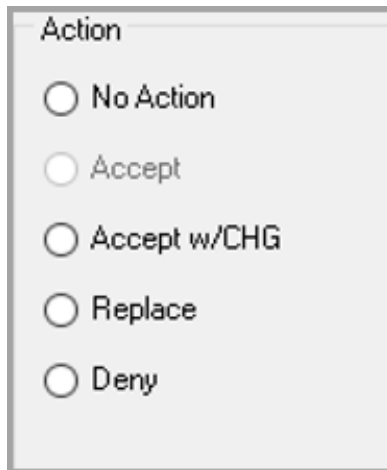 Action
No Action
Accept
Accept w/CHG
Replace
Deny